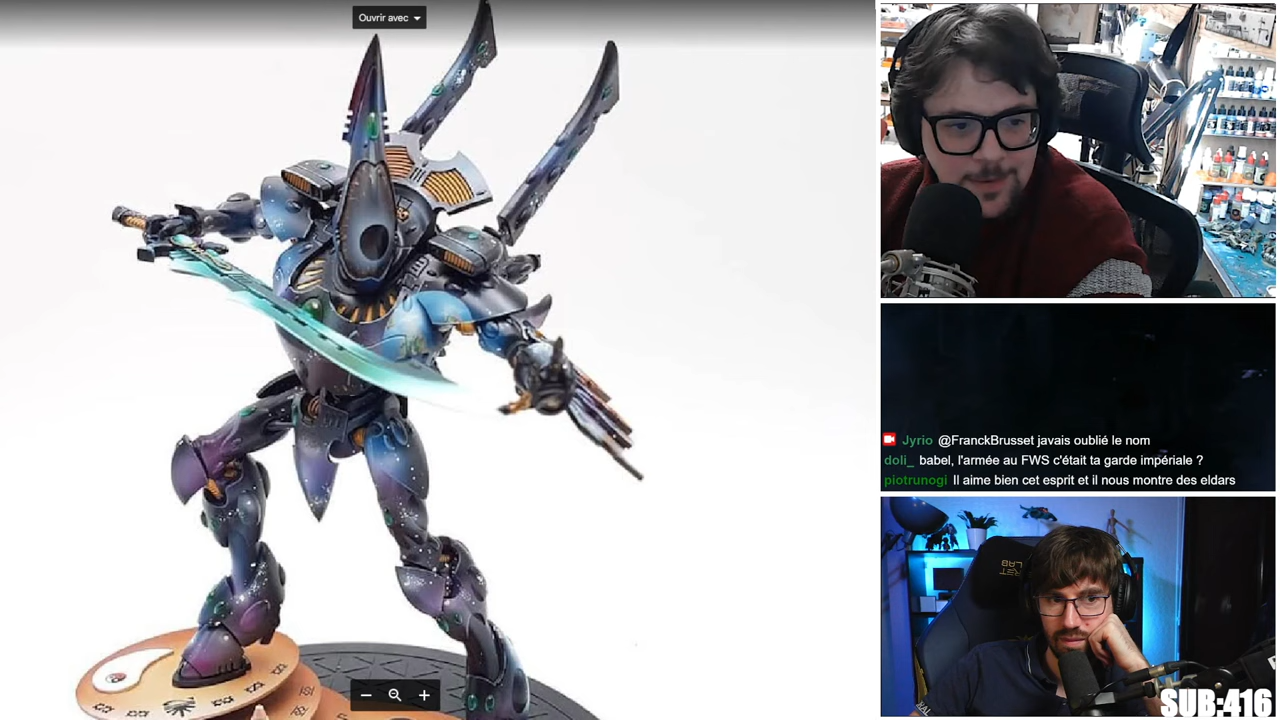 Ouvrir avec
Jyrio @FranckBrusset javais oublié le nom
doli_ babel, l'armée au FWS c'était ta garde impériale ?
piotrunogi Il aime bien cet esprit et il nous montre des eldars
SUB:416